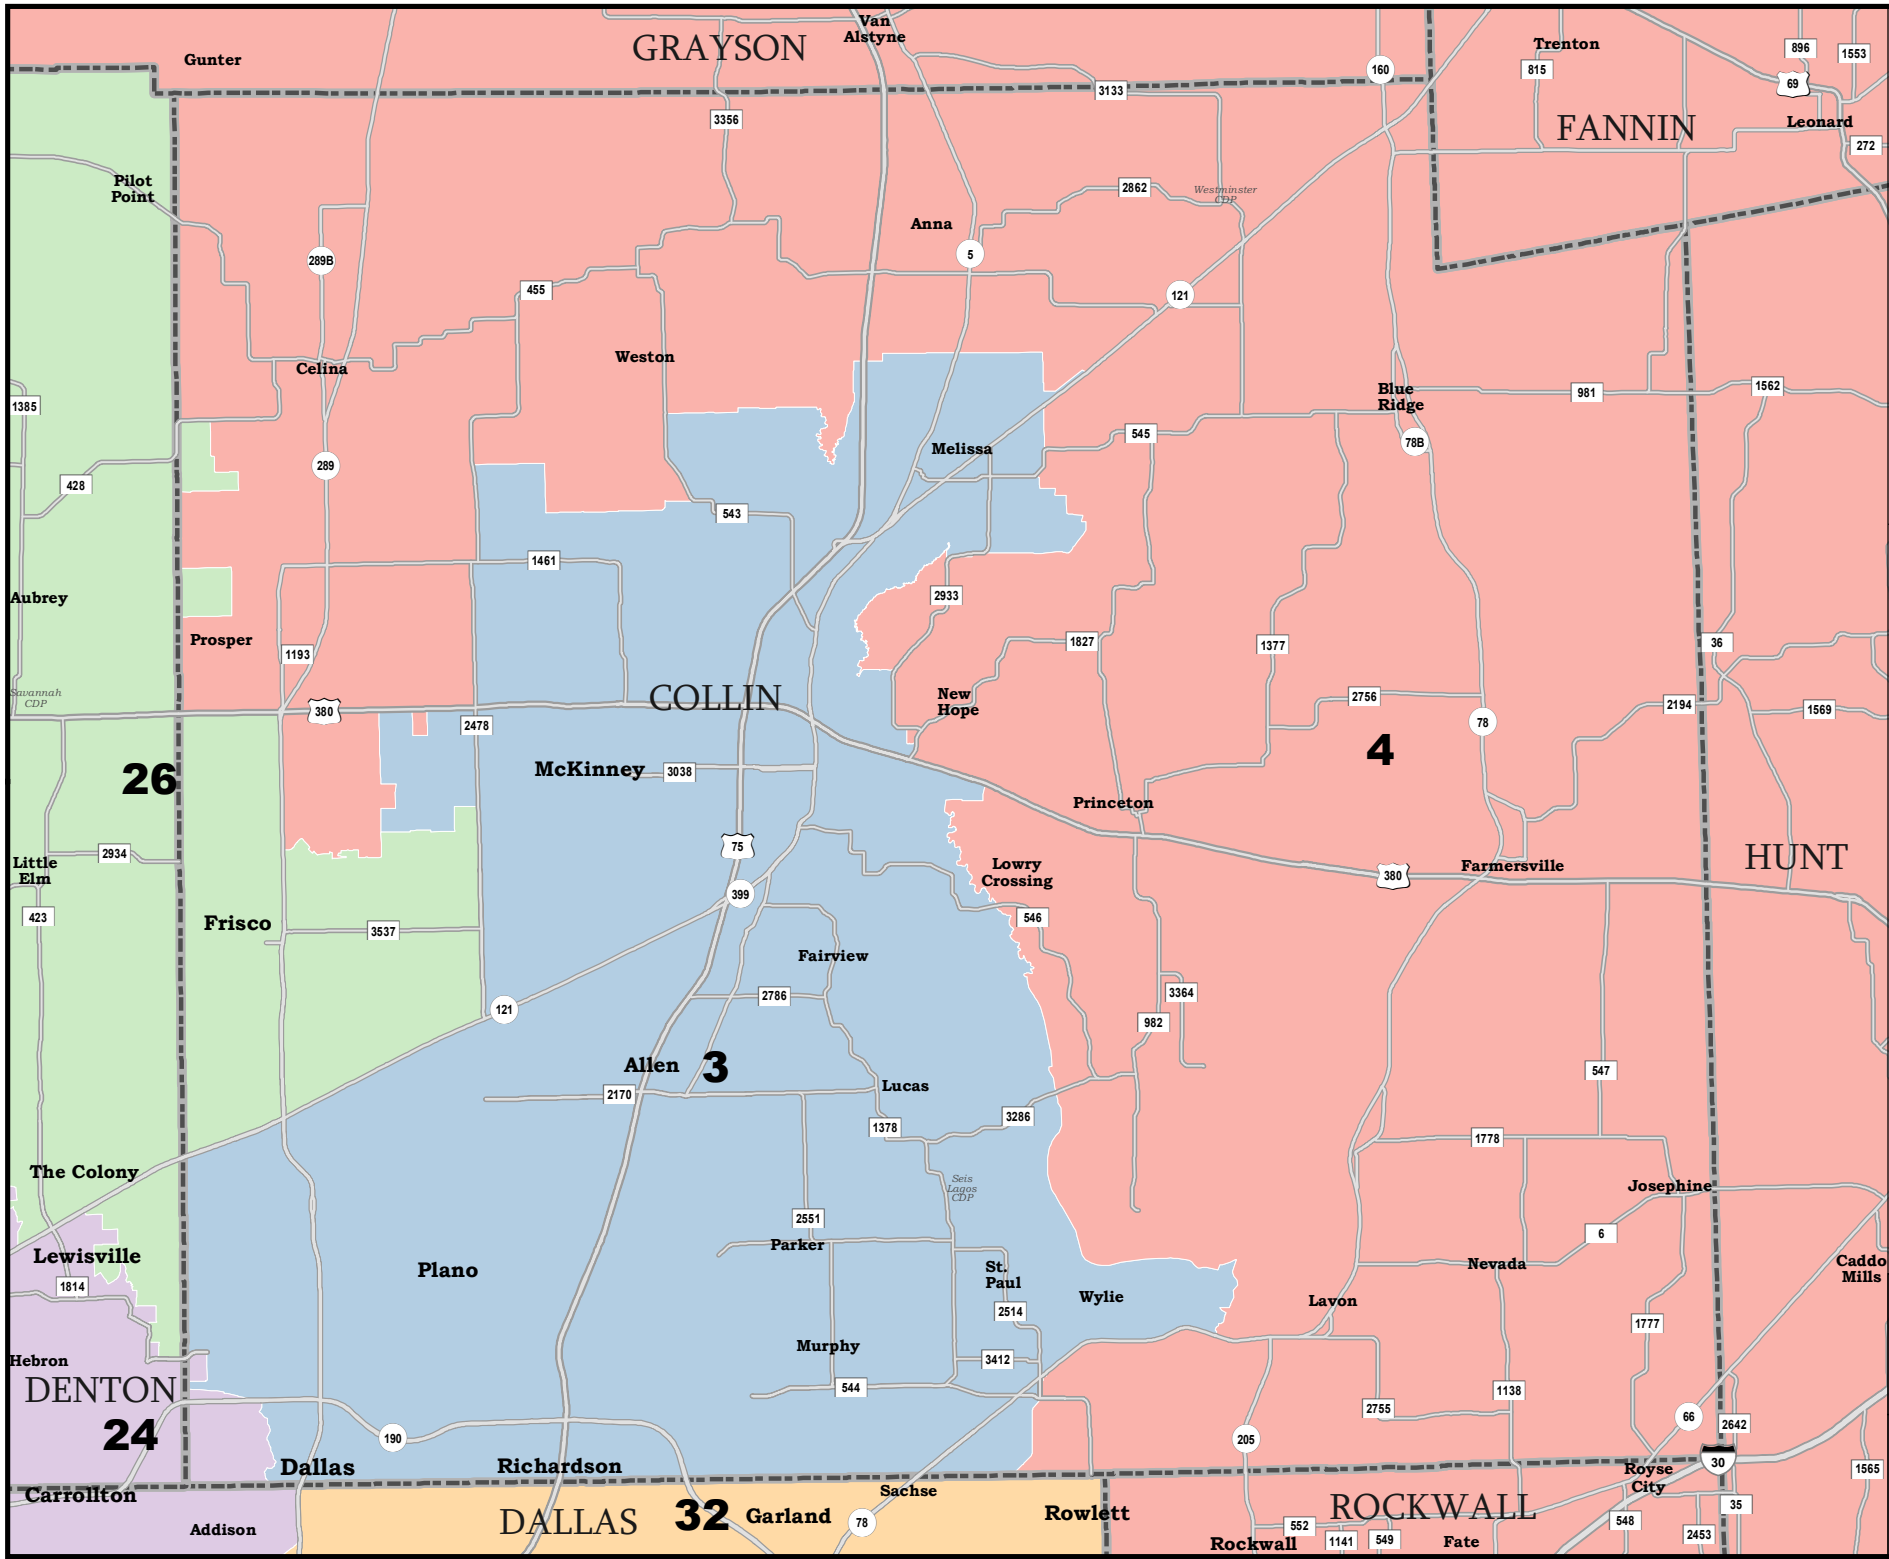 Van
Alstyne
GRAYSON
Gunter
Trenton
896
1553
160
815
69
3133
3356
FANNIN
Leonard
272
Pilot
Point
2862
Westminster
CDP
Anna
5
289B
455
121
Weston
Celina
Blue
Ridge
981
1562
1385
545
78B
Melissa
289
428
543
1461
Aubrey
2933
Prosper
1193
1827
1377
36
Savannah
CDP
COLLIN
New
Hope
2756
2194
1569
380
2478
78
4
26
McKinney
3038
Princeton
75
2934
Little
Elm
Lowry
Crossing
380
Farmersville
HUNT
399
423
Frisco
3537
546
Fairview
2786
3364
121
982
Allen
3
547
2170
Lucas
1378
3286
1778
The Colony
Seis
Lagos
CDP
Josephine
2551
6
Parker
Lewisville
Plano
St.
Paul
Nevada
Caddo
Mills
1814
Wylie
Lavon
2514
1777
Murphy
Hebron
3412
DENTON
544
1138
2755
24
190
205
66
2642
Dallas
Richardson
30
Royse
City
1565
Carrollton
Sachse
DALLAS
32
Garland
78
Rowlett
ROCKWALL
35
Addison
552
548
2453
Rockwall
1141
549
Fate